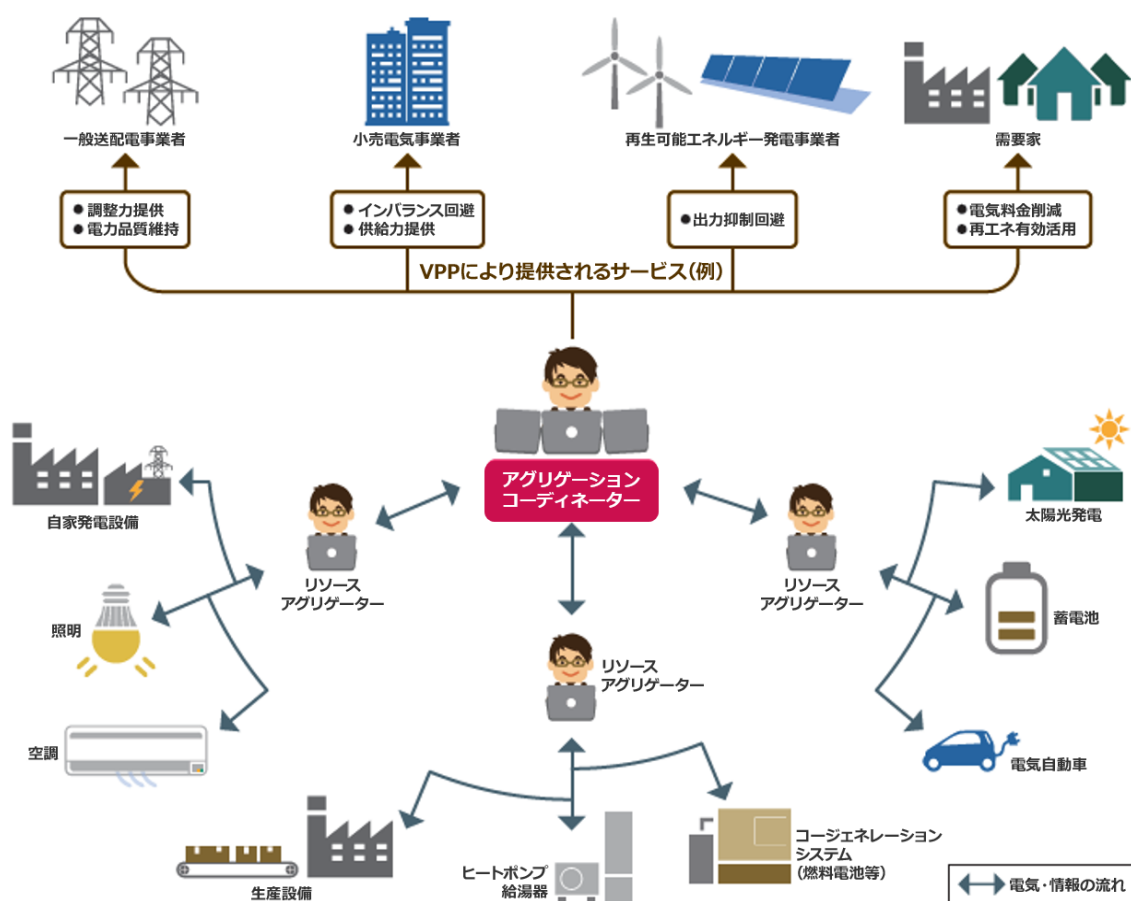 一般送配電事業者
小売電気事業者
再生可能エネルギー発電事業者
需要家
●調整力提供
●電力品質維持
●インバランス回避
●供給力提供
●出力抑制回避
●電気料金削減
●再エネ有効活用
VPPにより提供されるサービス(例)
アグリゲーション
コーディネーター
自家発電設備
リソース
アグリゲーター
照明
空調
リソース
アグリゲーター
太陽光発電
蓄電池
電気自動車
リソース
アグリゲーター
生産設備
ヒートポンプ
給湯器
コージェネレーション
システム
(燃料電池等)
電気・情報の流れ